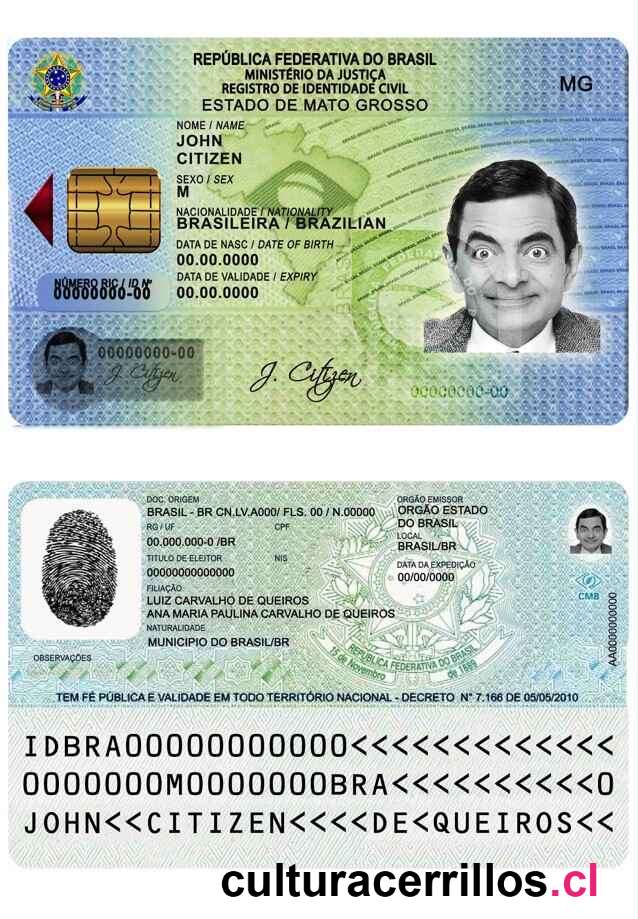 REPÚBLICA FEDERATIVA DO BRASIL
MINISTÉRIO DA JUSTIÇA
REGISTRO DE IDENTIDADE CIVIL
ESTADO DE MATO GROSSO
MG
NOME / NAME
JOHN
CITIZEN
SEXO / SEX
M
NACIONALIDADE / NATIONALITY
BRASILEIRA / BRAZILIAN
DATA DE NASC / DATE OF BIRTH
00.00.0000
DATA DE VALIDADE / EXPIRY
00.00.0000
NÚMERO RIC / ID Nº
00000000-00
00000000-00
J. Citizen
J. Citizen
00000000-00
DOC. ORIGEM
BRASIL - BR CN.LV.A000/ FLS. 00 / N.00000
RG / UF CPF
00.000.000-0 /BR
TITULO DE ELEITOR NIS
00000000000000
FILIAÇÃO
LUIZ CARVALHO DE QUEIROS
ANA MARIA PAULINA CARVALHO DE QUEIROS
NATURALIDADE
MUNICIPIO DO BRASIL/BR
OBSERVAÇÕES
ORGÃO EMISSOR
ORGÃO ESTADO
DO BRASIL
LOCAL
BRASIL/BR
DATA DA EXPEDIÇÃO
00/00/0000
CMB
AA0000000000
REPUBLICA FEDERATIVA DO BRASIL
15 de Novembro de 1889
TEM FÉ PÚBLICA E VALIDADE EM TODO TERRITÓRIO NACIONAL - DECRETO N° 7.166 DE 05/05/2010
IDBRA00000000000<<<<<<<<<<<<<<
0000000M0000000BRA<<<<<<<<<<<0
JOHN<<CITIZEN<<<<DE<QUEIROS<<
culturacerrillos.cl